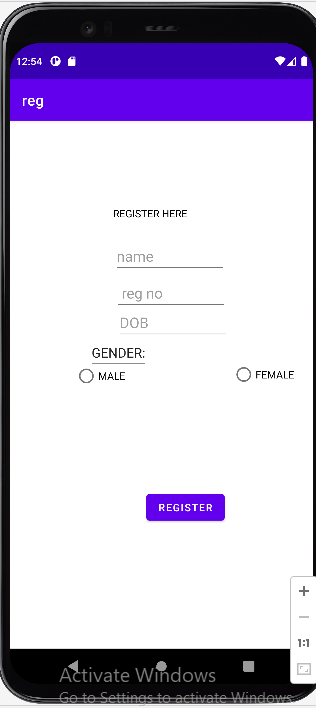 12:54
reg
REGISTER HERE
name
reg no
DOB
GENDER:
MALE
FEMALE
REGISTER
1:1
Activate Windows
Go to Settings to activate Windows.